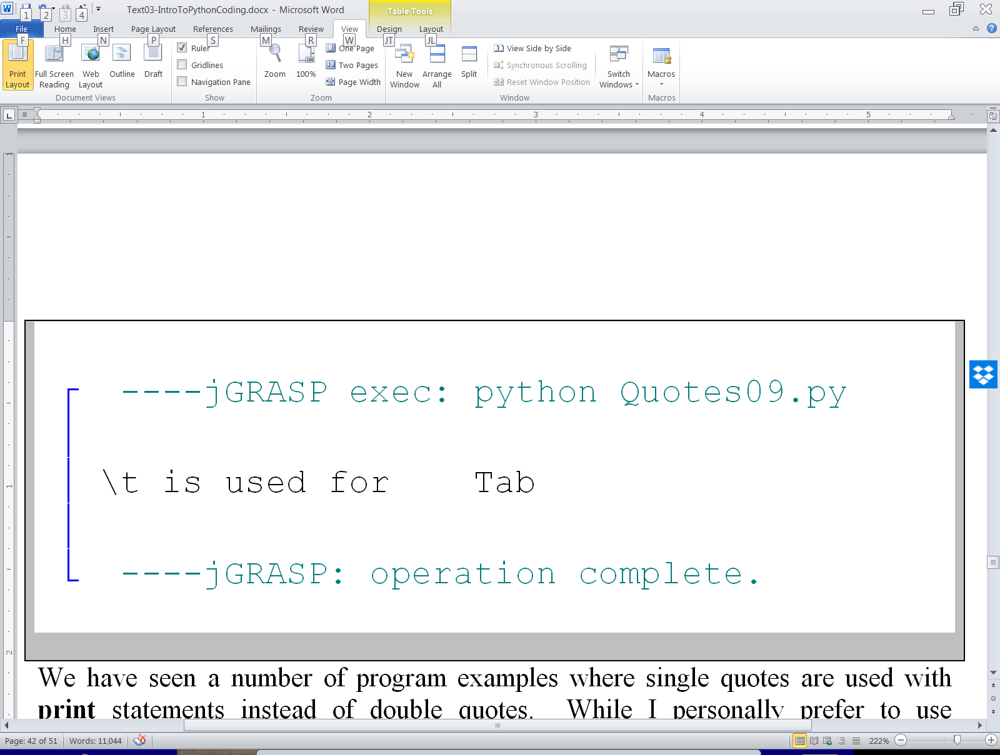 Text03-IntroToPythonCoding.docx - Microsoft Word
Table Tools
1 2 3 4
File Home Insert Page Layout References Mailings Review View Design Layout
F H N P S M R W JT JL
Print Layout
Full Screen Reading
Web Layout
Outline
Draft
Document Views
Ruler
Gridlines
Navigation Pane
Show
Zoom
100
100%
One Page
Two Pages
Page Width
Zoom
New Window
Arrange All
Split
View Side by Side
Synchronous Scrolling
Reset Window Position
Window
Switch Windows
Macros
Macros
L
1 2 3 4 5
1
1
2
----jGRASP exec: python Quotes09.py
\t is used for    Tab
----jGRASP: operation complete.
We have seen a number of program examples where single quotes are used with
print statements instead of double quotes.  While I personally prefer to use
Page: 42 of 51
Words: 11,044
222%